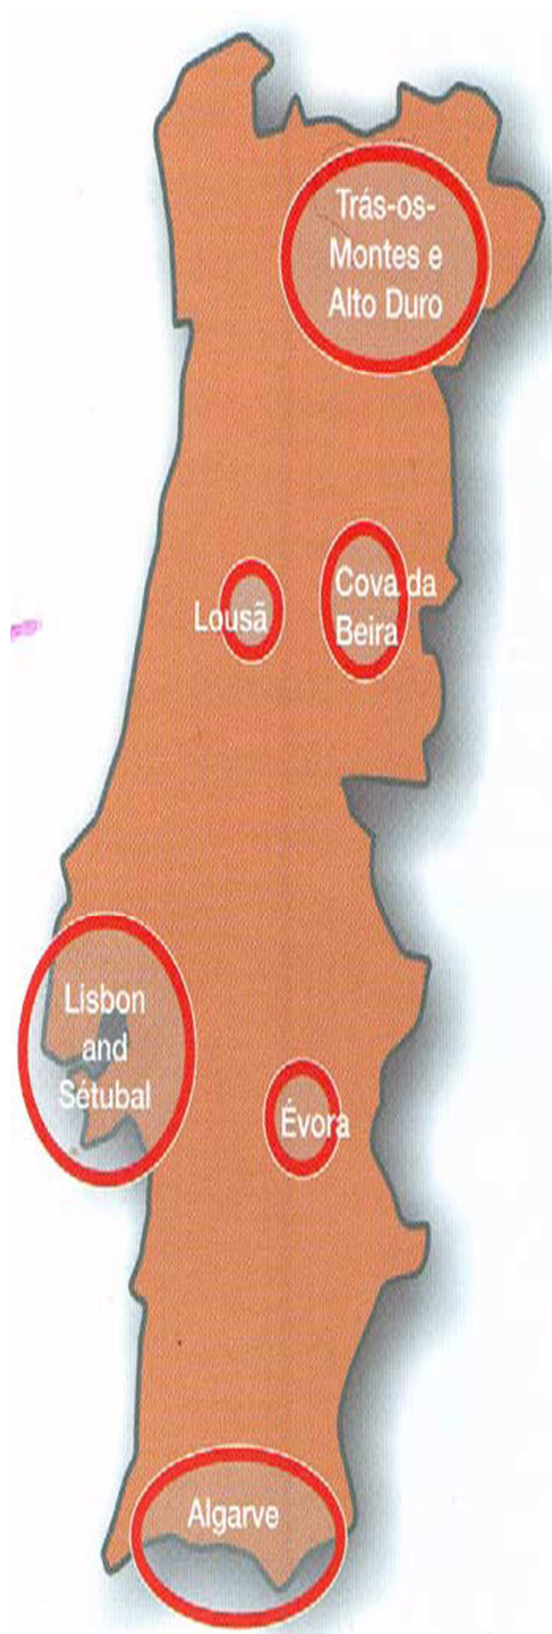 Trás-os-
Montes e
Alto Duro
Cova da
Beira
Lousã
Lisbon
and
Sétubal
Évora
Algarve